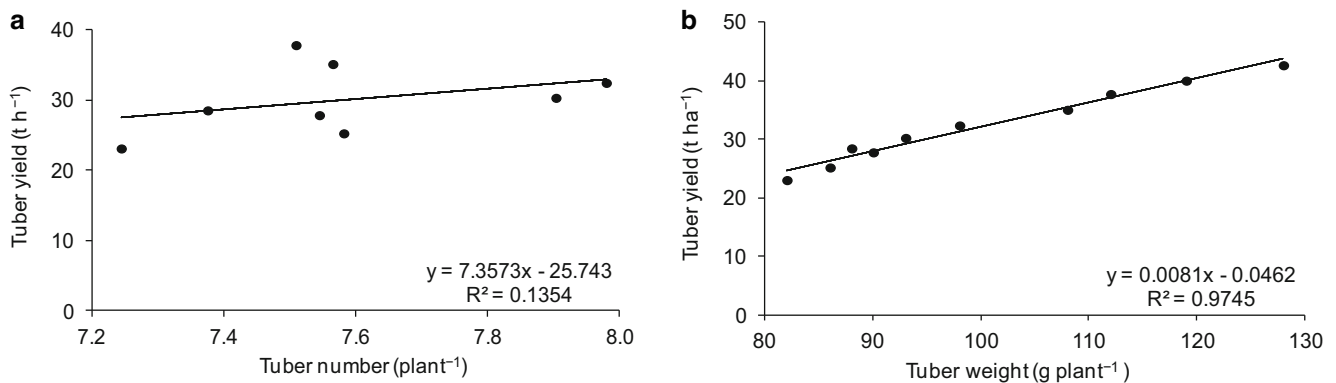 a
40
30
20
10
0
Tuber yield (t h⁻¹)
y = 7.3573x - 25.743
R² = 0.1354
7.2 7.4 7.6 7.8 8.0
Tuber number (plant⁻¹)
b
50
40
30
20
10
0
Tuber yield (t ha⁻¹)
y = 0.0081x - 0.0462
R² = 0.9745
80 90 100 110 120 130
Tuber weight (g plant⁻¹)